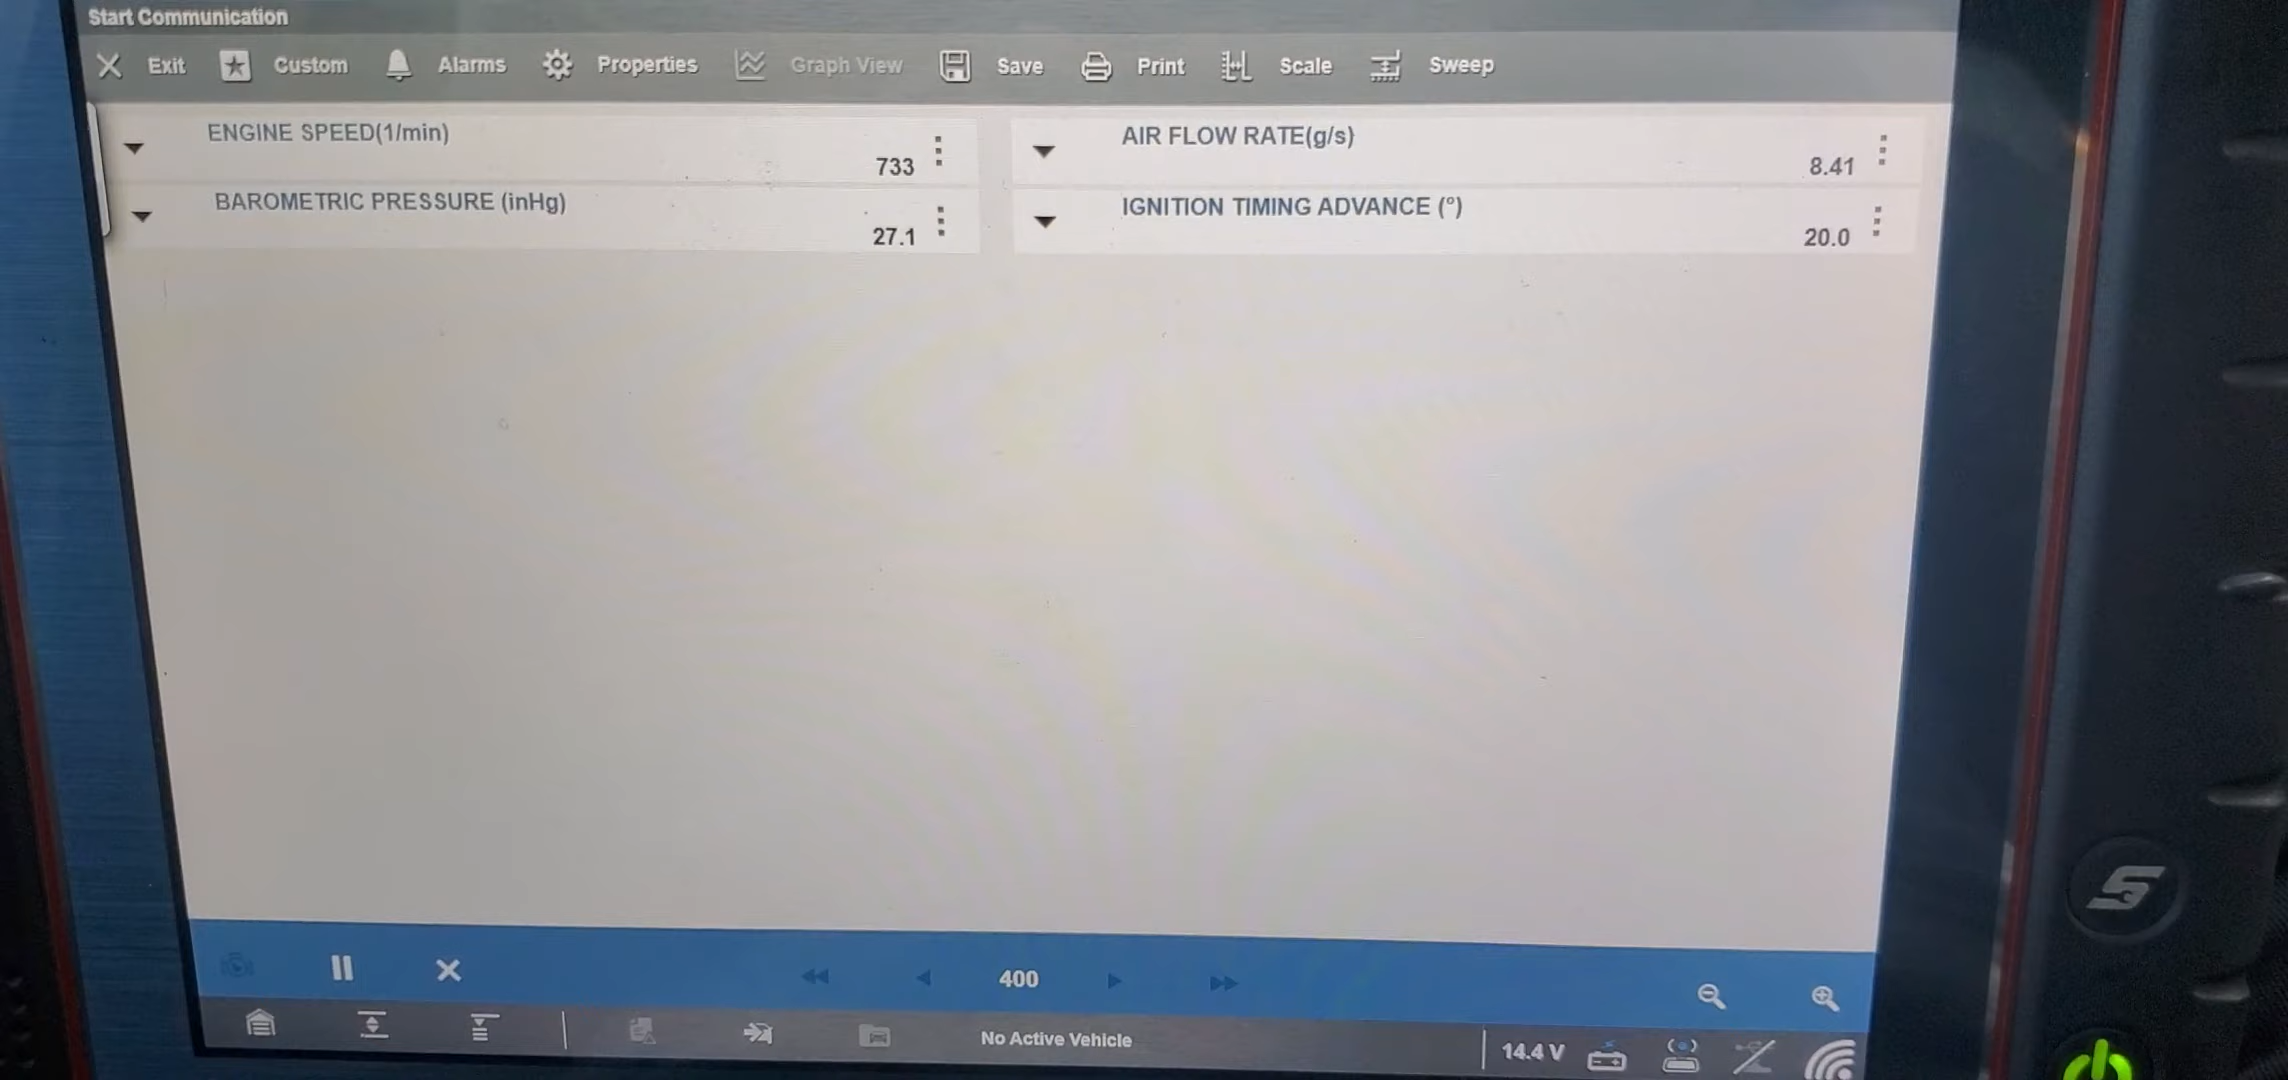 Start Communication
Exit Custom Alarms Properties Graph View Save Print Scale Sweep
ENGINE SPEED(1/min)
733
AIR FLOW RATE(g/s)
8.41
BAROMETRIC PRESSURE (inHg)
27.1
IGNITION TIMING ADVANCE (°)
20.0
400
No Active Vehicle
14.4 V